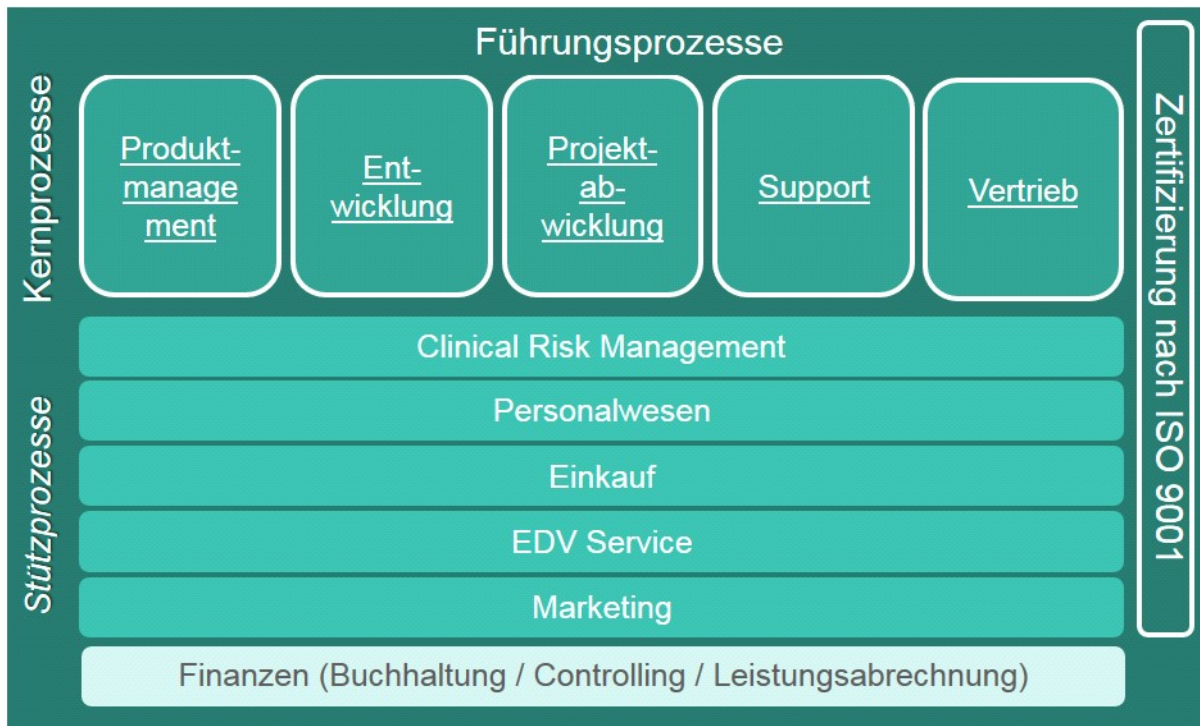 Führungsprozesse
Kernprozesse
Produkt-
manage
ment
Ent-
wicklung
Projekt-
ab-
wicklung
Support
Vertrieb
Stützprozesse
Clinical Risk Management
Personalwesen
Einkauf
EDV Service
Marketing
Finanzen (Buchhaltung / Controlling / Leistungsabrechnung)
Zertifizierung nach ISO 9001